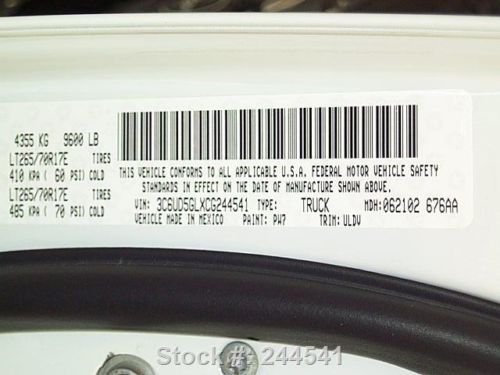 4355 KG 9600 LB
LT265/70R17E TIRES
410 KPA ( 60 PSI) COLD
LT265/70R17E TIRES
485 KPA ( 70 PSI) COLD
THIS VEHICLE CONFORMS TO ALL APPLICABLE U.S.A. FEDERAL MOTOR VEHICLE SAFETY
STANDARDS IN EFFECT ON THE DATE OF MANUFACTURE SHOWN ABOVE.
VIN: 3C6UD5GLXCG244541 TYPE: TRUCK MDH: 062102 676AA
MADE IN MEXICO PAINT: PW7 TRIM: ULDV
Stock#: 244541